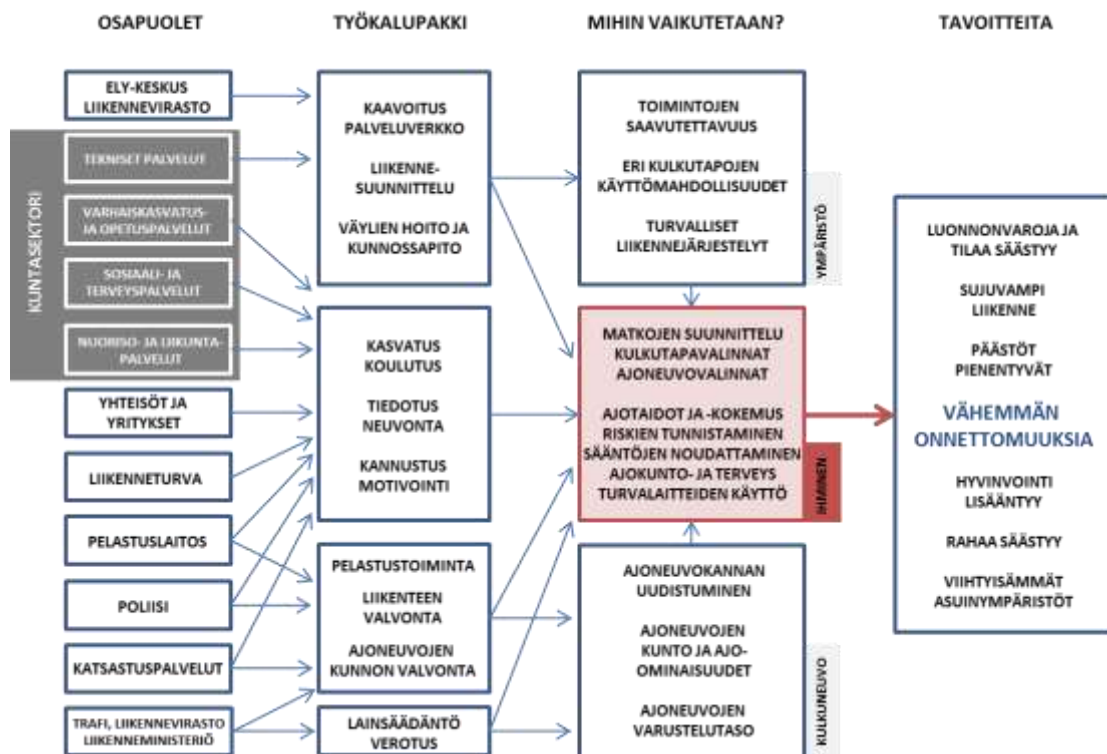 OSAPUOLET
TYÖKALUPAKKI
MIHIN VAIKUTETAAN?
TAVOITTEITA
ELY-KESKUS
LIIKENNEVIRASTO
KUNTASEKTORI
TEKNISET PALVELUT
VARHAISKASVATUS-
JA OPETUSPALVELUT
SOSIAALI- JA
TERVEYSPALVELUT
NUORISO- JA LIIKUNTA-
PALVELUT
YHTEISÖT JA
YRITYKSET
LIIKENNETURVA
PELASTUSLAITOS
POLIISI
KATSASTUSPALVELUT
TRAFI, LIIKENNEVIRASTO
LIIKENNEMINISTERIÖ
KAAVOITUS
PALVELUVERKKO
LIIKENNE-
SUUNNITTELU
VÄYLIEN HOITO JA
KUNNOSSAPITO
KASVATUS
KOULUTUS
TIEDOTUS
NEUVONTA
KANNUSTUS
MOTIVOINTI
PELASTUSTOIMINTA
LIIKENTEEN
VALVONTA
AJONEUVOJEN
KUNNON VALVONTA
LAINSÄÄDÄNTÖ
VEROTUS
TOIMINTOJEN
SAAVUTETTAVUUS
ERI KULKUTAPOJEN
KÄYTTÖMAHDOLLISUUDET
TURVALLISET
LIIKENNEJÄRJESTELYT
YMPÄRISTÖ
MATKOJEN SUUNNITTELU
KULKUTAPAVALINNAT
AJONEUVOVALINNAT
AJOTAIDOT JA -KOKEMUS
RISKIEN TUNNISTAMINEN
SÄÄNTÖJEN NOUDATTAMINEN
AJOKUNTO- JA TERVEYS
TURVALAITTEIDEN KÄYTTÖ
IHMINEN
AJONEUVOKANNAN
UUDISTUMINEN
AJONEUVOJEN
KUNTO JA AJO-
OMINAISUUDET
AJONEUVOJEN
VARUSTELUTASO
KULKUNEUVO
LUONNONVAROJA JA
TILAA SÄÄSTYY
SUJUVAMPI
LIIKENNE
PÄÄSTÖT
PIENENTYVÄT
VÄHEMMÄN
ONNETTOMUUKSIA
HYVINVOINTI
LISÄÄNTYY
RAHAA SÄÄSTYY
VIIHTYISÄMMÄT
ASUINYMPÄRISTÖT